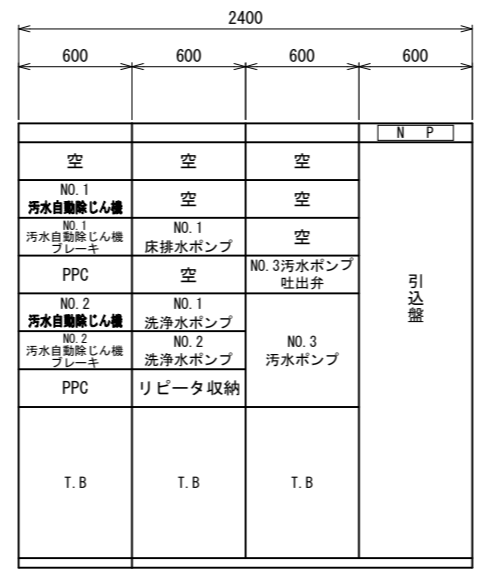 2400
600 600 600 600
N P
空 空 空
NO.1
汚水自動除じん機
空 空
NO.1
汚水自動除じん機
ブレーキ
NO.1
床排水ポンプ
空
PPC 空
NO.3汚水ポンプ
吐出弁
引込盤
NO.2
汚水自動除じん機
NO.1
洗浄水ポンプ
NO.3
汚水ポンプ
NO.2
汚水自動除じん機
ブレーキ
NO.2
洗浄水ポンプ
PPC リピータ収納
T.B T.B T.B